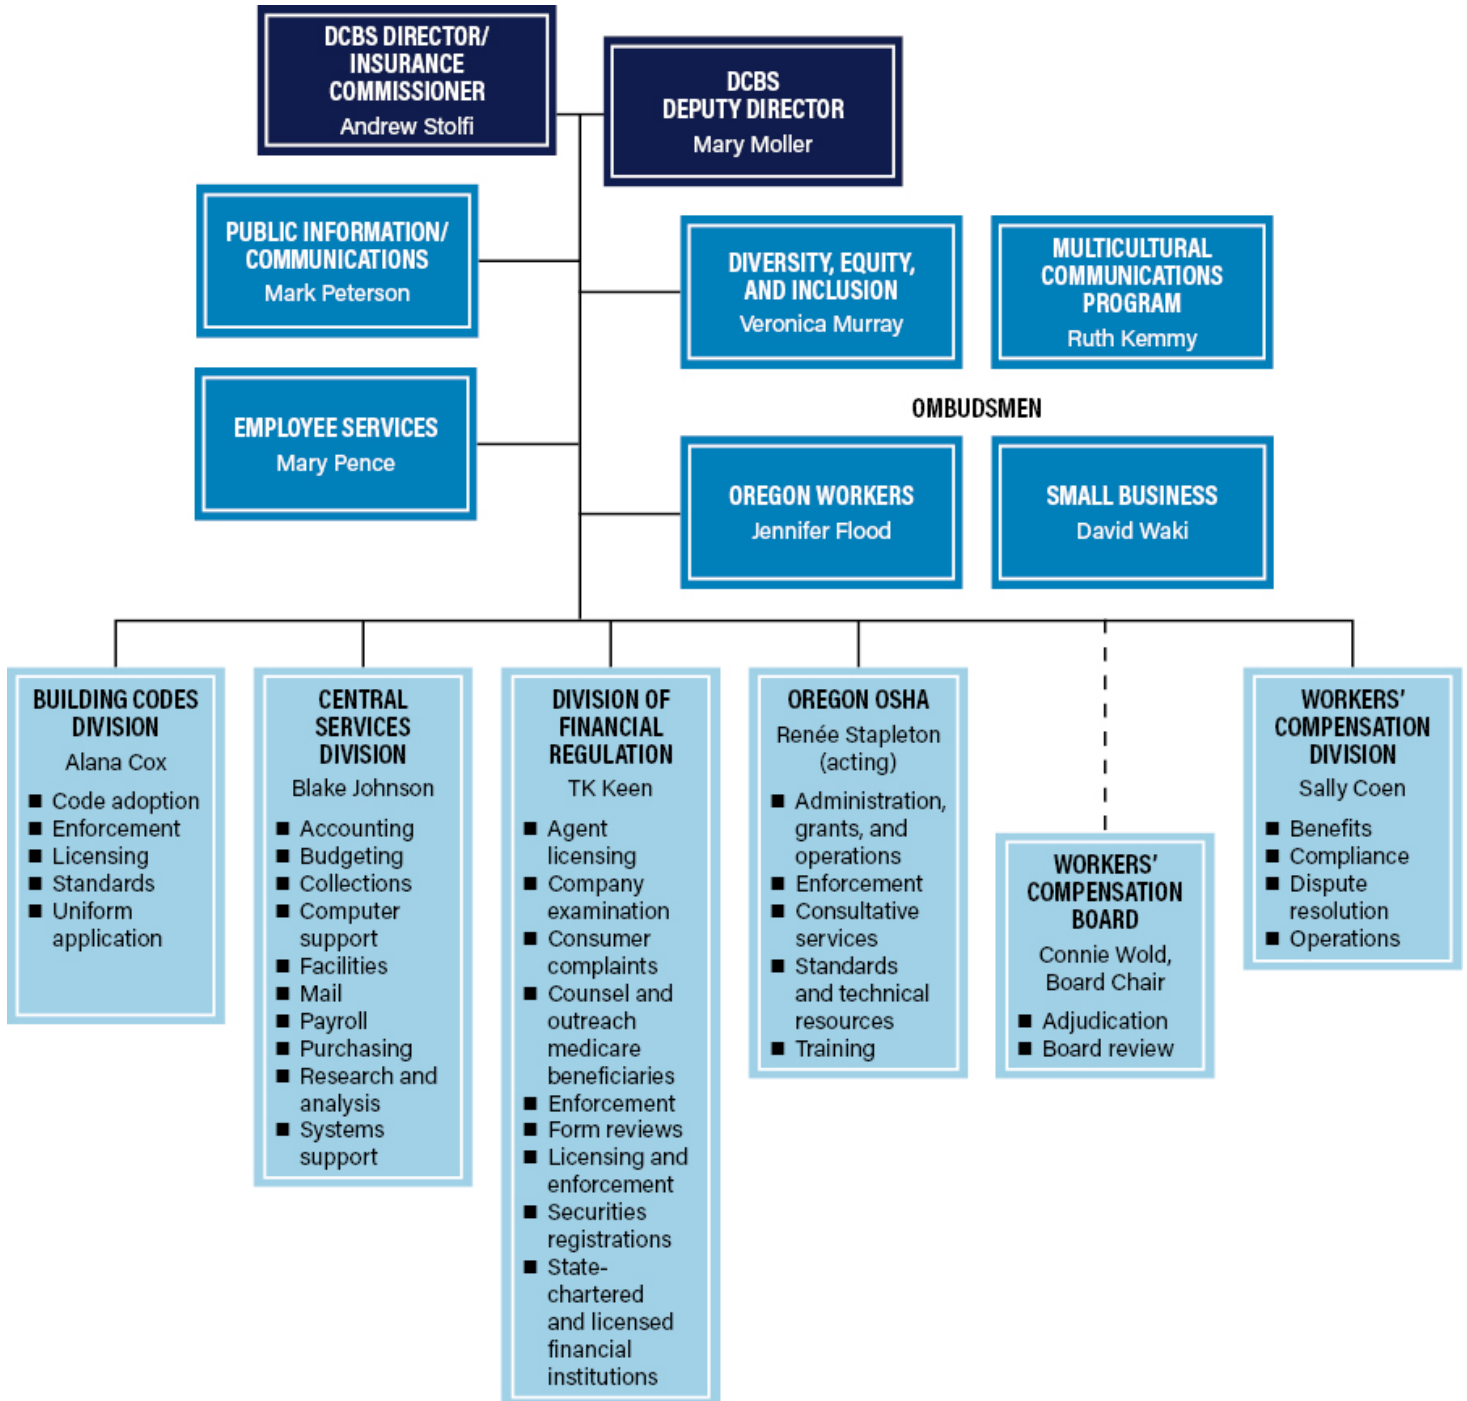 DCBS DIRECTOR/
INSURANCE
COMMISSIONER
Andrew Stolfi
DCBS
DEPUTY DIRECTOR
Mary Moller
PUBLIC INFORMATION/
COMMUNICATIONS
Mark Peterson
DIVERSITY, EQUITY,
AND INCLUSION
Veronica Murray
MULTICULTURAL
COMMUNICATIONS
PROGRAM
Ruth Kemmy
EMPLOYEE SERVICES
Mary Pence
OMBUDSMEN
OREGON WORKERS
Jennifer Flood
SMALL BUSINESS
David Waki
BUILDING CODES
DIVISION
Alana Cox
■ Code adoption
■ Enforcement
■ Licensing
■ Standards
■ Uniform
application
CENTRAL
SERVICES
DIVISION
Blake Johnson
■ Accounting
■ Budgeting
■ Collections
■ Computer
support
■ Facilities
■ Mail
■ Payroll
■ Purchasing
■ Research and
analysis
■ Systems
support
DIVISION OF
FINANCIAL
REGULATION
TK Keen
■ Agent
licensing
■ Company
examination
■ Consumer
complaints
■ Counsel and
outreach
medicare
beneficiaries
■ Enforcement
■ Form reviews
■ Licensing and
enforcement
■ Securities
registrations
■ State-
chartered
and licensed
financial
institutions
OREGON OSHA
Renée Stapleton
(acting)
■ Administration,
grants, and
operations
■ Enforcement
■ Consultative
services
■ Standards
and technical
resources
■ Training
WORKERS’
COMPENSATION
BOARD
Connie Wold,
Board Chair
■ Adjudication
■ Board review
WORKERS’
COMPENSATION
DIVISION
Sally Coen
■ Benefits
■ Compliance
■ Dispute
resolution
■ Operations